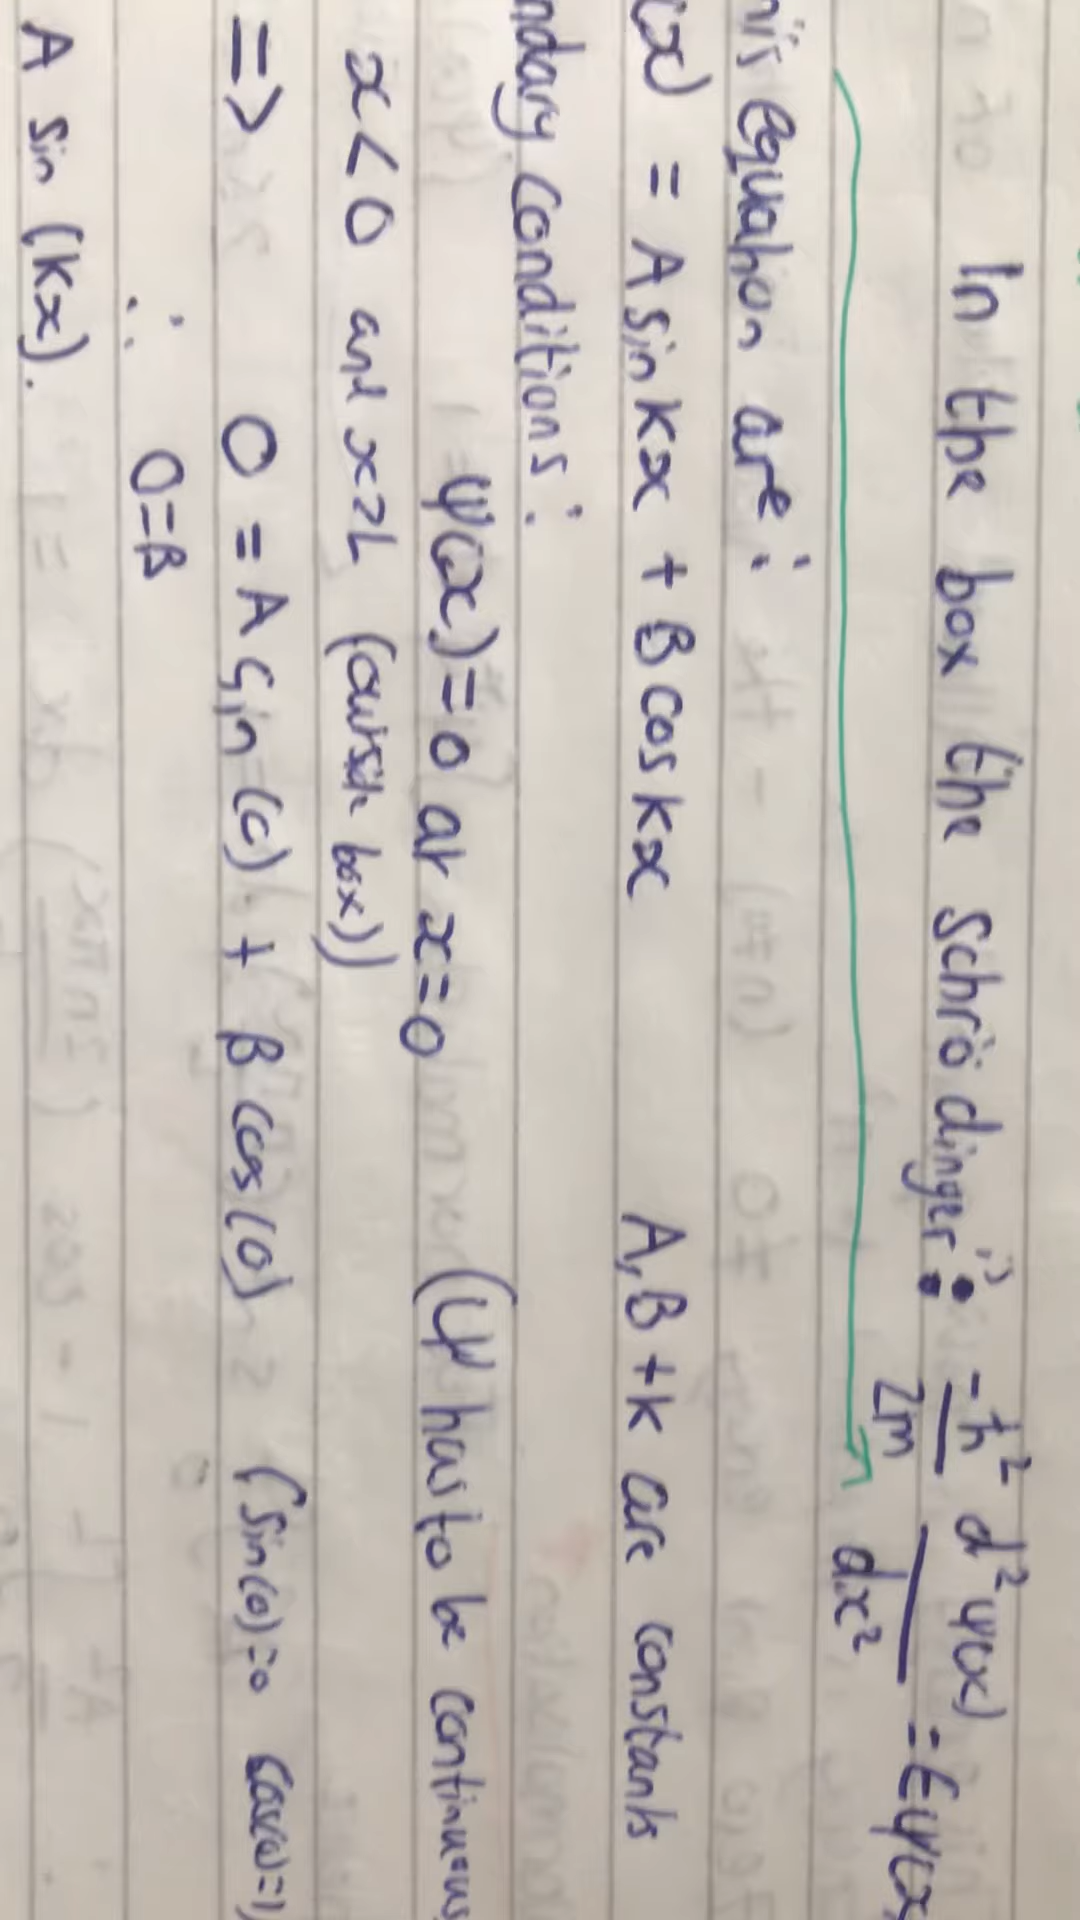 In the box the Schrödinger: -ħ²/2m d²ψ(x)/dx² = Eψ(x
his equation are:
(x) = A sin kx + B cos kx A, B + k are constants
ndary conditions:
ψ(x)=0 at x=0 (ψ has to be continuous,
x<0 and x>L (outside box))
=> 0 = A sin(0) + B cos(0) (sin(0)=0 cos(0)=1)
∴ 0=B
A sin (kx).